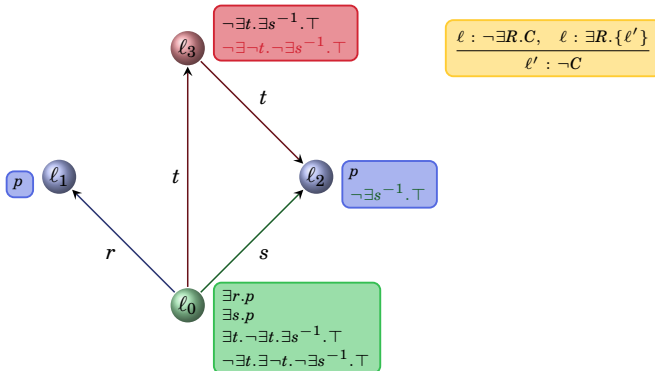 ¬∃t.∃s⁻¹.⊤
¬∃¬t.¬∃s⁻¹.⊤
ℓ₃
ℓ : ¬∃R.C, ℓ : ∃R.{ℓ′}
ℓ′ : ¬C
t
p
ℓ₁
t
ℓ₂
p
¬∃s⁻¹.⊤
r
s
ℓ₀
∃r.p
∃s.p
∃t.¬∃t.∃s⁻¹.⊤
¬∃t.∃¬t.¬∃s⁻¹.⊤